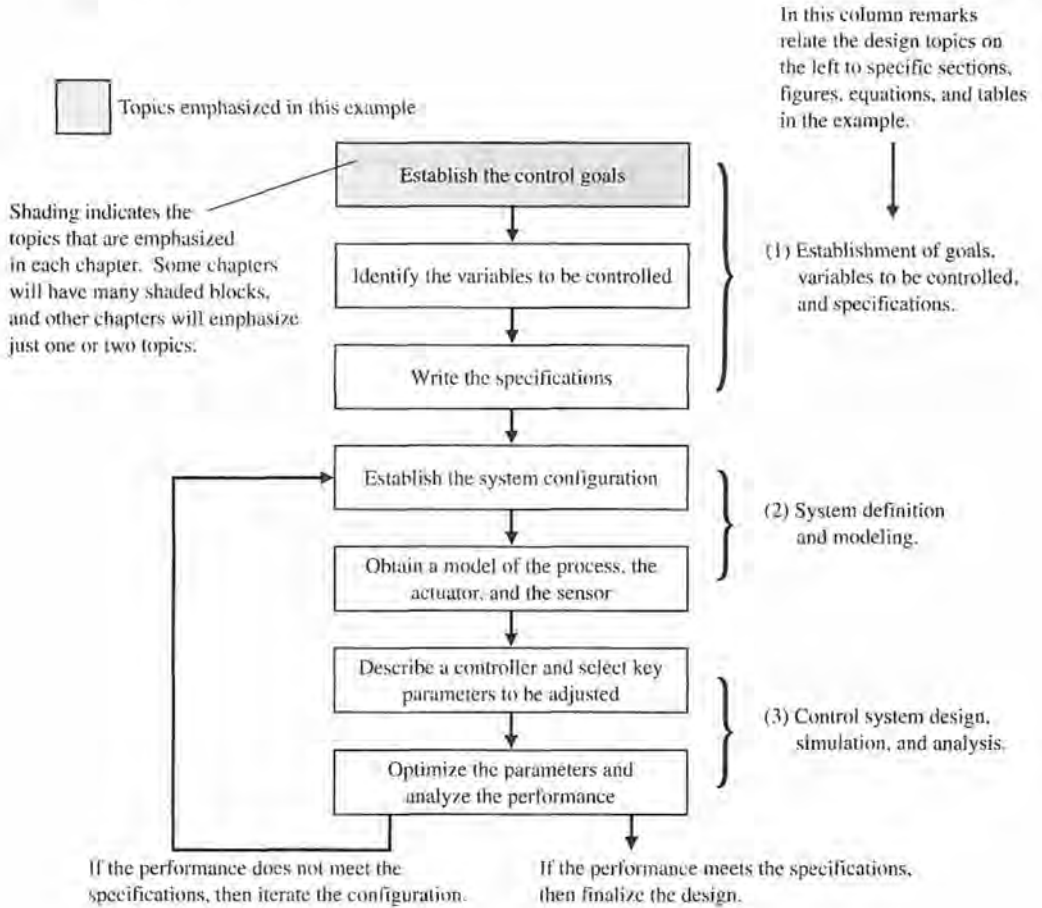 In this column remarks
relate the design topics on
the left to specific sections,
figures, equations, and tables
in the example.
Topics emphasized in this example
Establish the control goals
Shading indicates the
topics that are emphasized
in each chapter. Some chapters
will have many shaded blocks,
and other chapters will emphasize
just one or two topics.
Identify the variables to be controlled
(1) Establishment of goals,
variables to be controlled,
and specifications.
Write the specifications
Establish the system configuration
(2) System definition
and modeling.
Obtain a model of the process, the
actuator, and the sensor
Describe a controller and select key
parameters to be adjusted
(3) Control system design,
simulation, and analysis.
Optimize the parameters and
analyze the performance
If the performance does not meet the
specifications, then iterate the configuration.
If the performance meets the specifications,
then finalize the design.